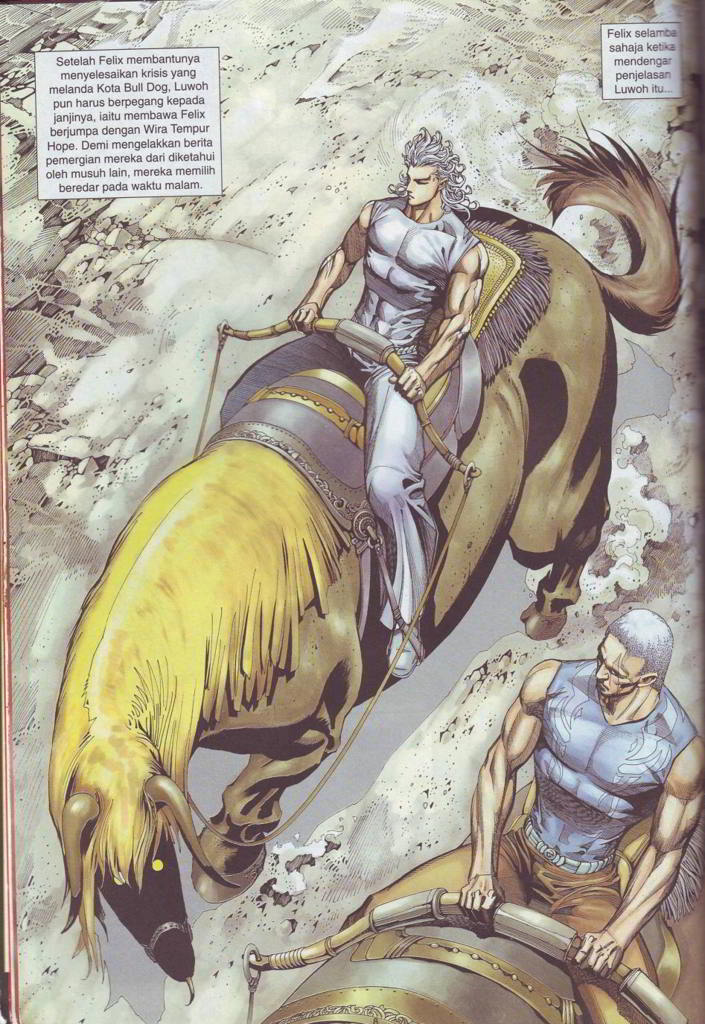 Setelah Felix membantunya
menyelesaikan krisis yang
melanda Kota Bull Dog, Luwoh
pun harus berpegang kepada
janjinya, iaitu membawa Felix
berjumpa dengan Wira Tempur
Hope. Demi mengelakkan berita
pemergian mereka dari diketahui
oleh musuh lain, mereka memilih
beredar pada waktu malam.
Felix selamba
sahaja ketika
mendengar
penjelasan
Luwoh itu...